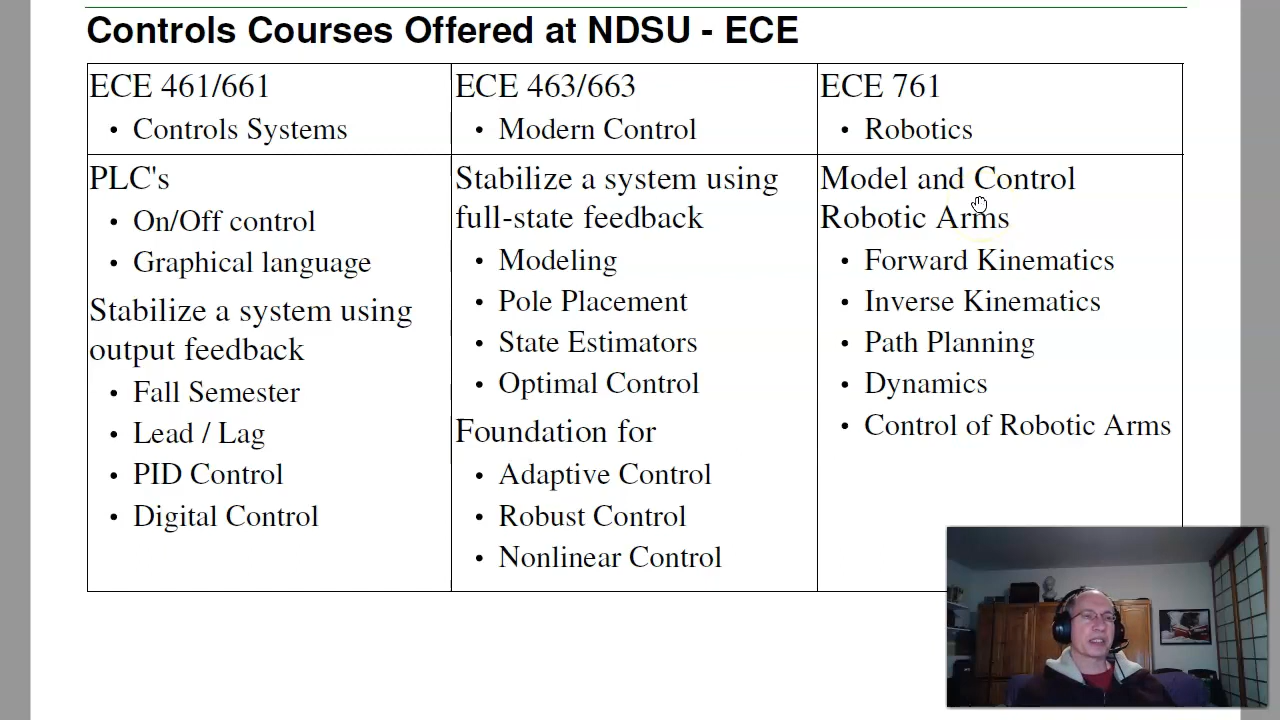 Controls Courses Offered at NDSU - ECE
ECE 461/661
• Controls Systems
ECE 463/663
• Modern Control
ECE 761
• Robotics
PLC's
• On/Off control
• Graphical language
Stabilize a system using
output feedback
• Fall Semester
• Lead / Lag
• PID Control
• Digital Control
Stabilize a system using
full-state feedback
• Modeling
• Pole Placement
• State Estimators
• Optimal Control
Foundation for
• Adaptive Control
• Robust Control
• Nonlinear Control
Model and Control
Robotic Arms
• Forward Kinematics
• Inverse Kinematics
• Path Planning
• Dynamics
• Control of Robotic Arms